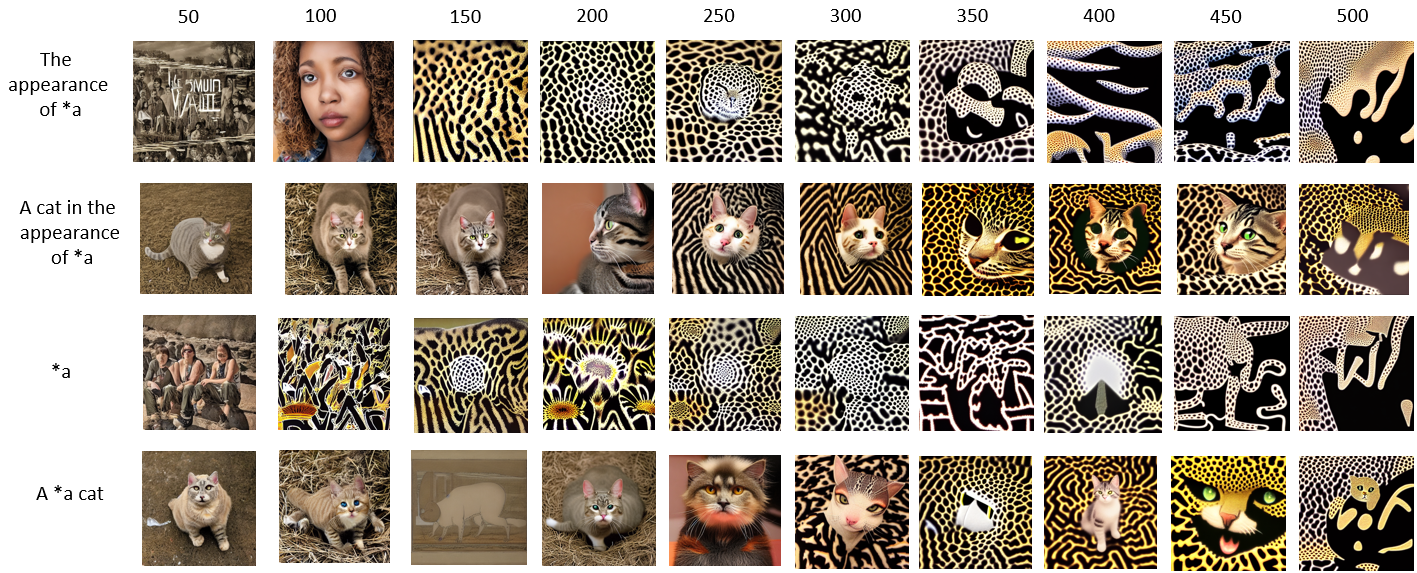 50 100 150 200 250 300 350 400 450 500
The
appearance
of *a
A cat in the
appearance
of *a
*a
A *a cat